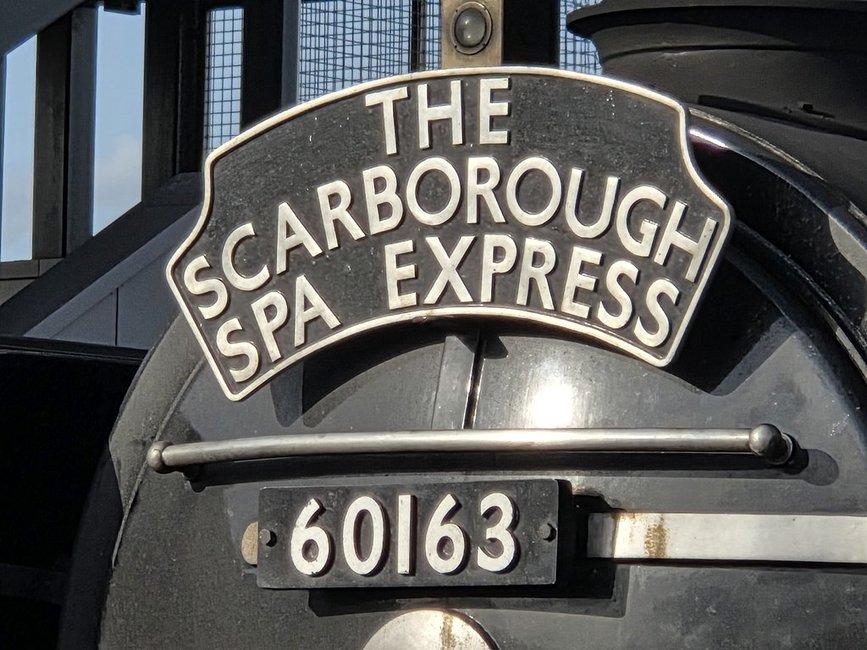 THE
SCARBOROUGH
SPA EXPRESS
60163